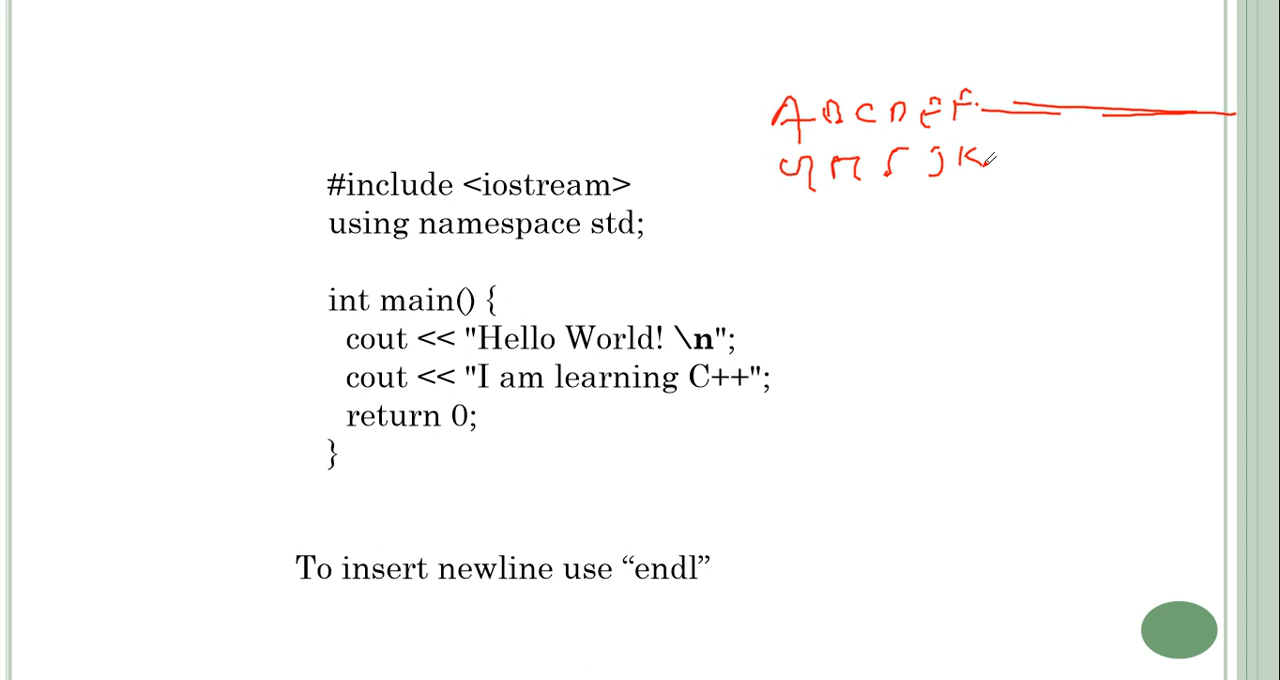 A B C D E F
#include <iostream>
using namespace std;
int main() {
cout << "Hello World! \n";
cout << "I am learning C++";
return 0;
}
To insert newline use “endl”